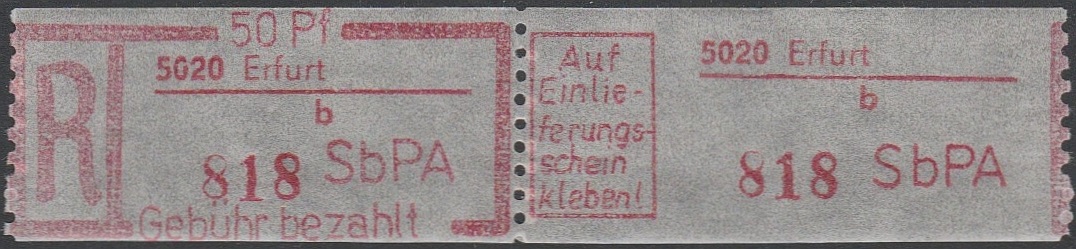 50 Pf
R
5020 Erfurt
b
818 SbPA
Gebühr bezahlt
Auf
Einlie-
ferungs-
schein
kleben!
5020 Erfurt
b
818 SbPA